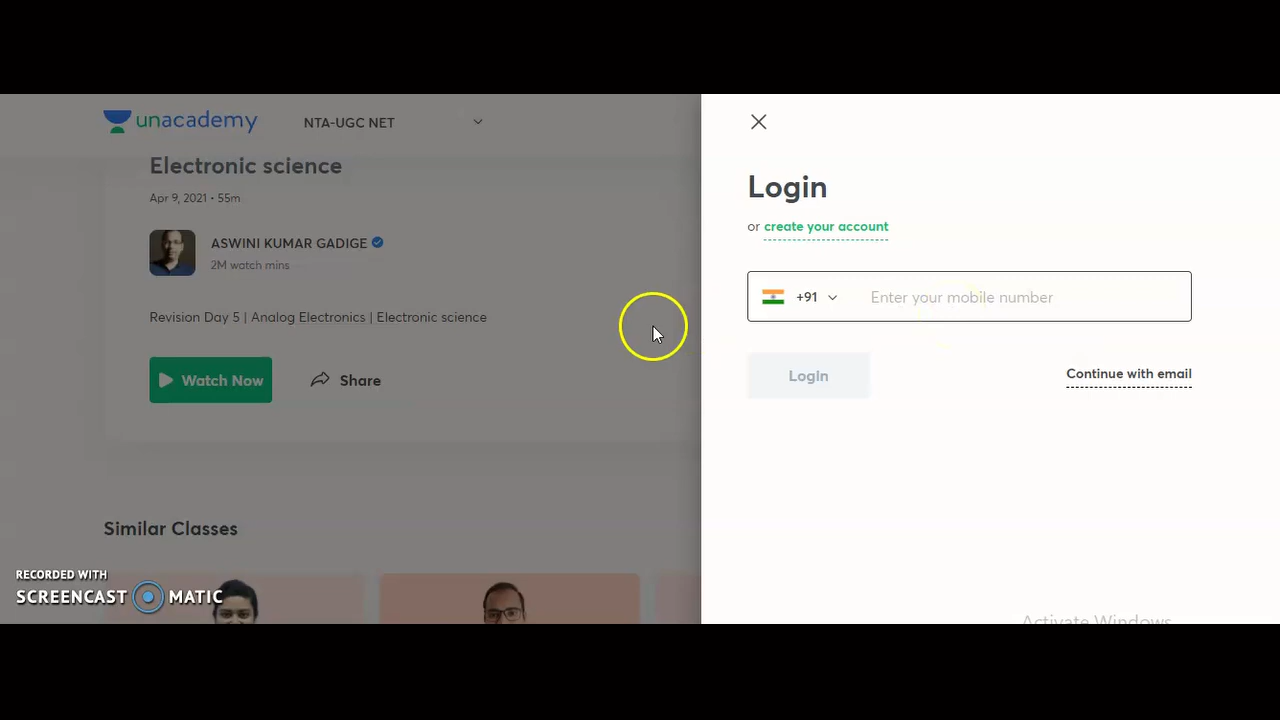 unacademy
NTA-UGC NET
Electronic science
Apr 9, 2021 • 55m
ASWINI KUMAR GADIGE
2M watch mins
Revision Day 5 | Analog Electronics | Electronic science
Watch Now
Share
Similar Classes
RECORDED WITH
SCREENCAST MATIC
Login
or create your account
+91
Enter your mobile number
Login
Continue with email
Activate Windows